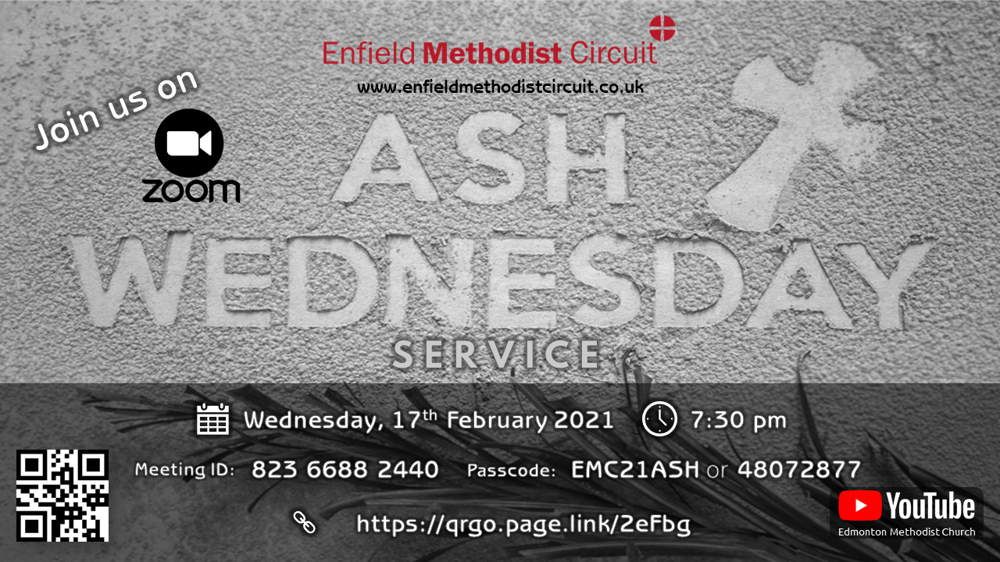 Enfield Methodist Circuit
www.enfieldmethodistcircuit.co.uk
Join us on
zoom
ASH
WEDNESDAY
SERVICE
Wednesday, 17th February 2021 7:30 pm
Meeting ID: 823 6688 2440 Passcode: EMC21ASH or 48072877
https://qrgo.page.link/2eFbg
YouTube
Edmonton Methodist Church